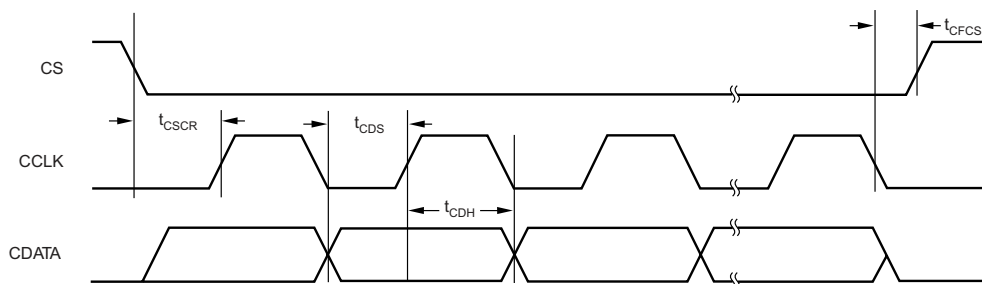 tCFCS
CS
tCSCR
tCDS
CCLK
tCDH
CDATA